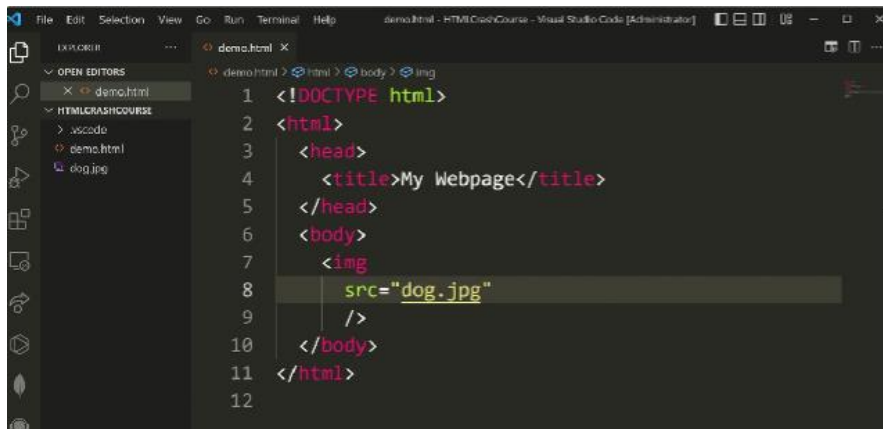 File Edit Selection View Go Run Terminal Help demo.html - HTMLCrashCourse - Visual Studio Code [Administrator]
EXPLORER ... demo.html ×
OPEN EDITORS demo.html > html > body > img
× demo.html
HTMLCRASHCOURSE
> .vscode
demo.html
dog.jpg
1 <!DOCTYPE html>
2 <html>
3 <head>
4 <title>My Webpage</title>
5 </head>
6 <body>
7 <img
8 src="dog.jpg"
9 />
10 </body>
11 </html>
12